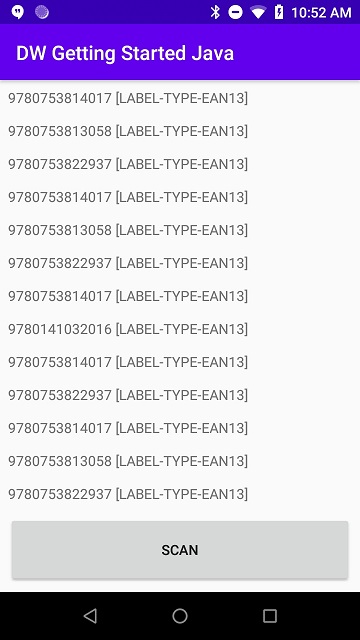 10:52 AM
DW Getting Started Java
9780753814017 [LABEL-TYPE-EAN13]
9780753813058 [LABEL-TYPE-EAN13]
9780753822937 [LABEL-TYPE-EAN13]
9780753814017 [LABEL-TYPE-EAN13]
9780753813058 [LABEL-TYPE-EAN13]
9780753822937 [LABEL-TYPE-EAN13]
9780753814017 [LABEL-TYPE-EAN13]
9780141032016 [LABEL-TYPE-EAN13]
9780753814017 [LABEL-TYPE-EAN13]
9780753822937 [LABEL-TYPE-EAN13]
9780753814017 [LABEL-TYPE-EAN13]
9780753813058 [LABEL-TYPE-EAN13]
9780753822937 [LABEL-TYPE-EAN13]
SCAN